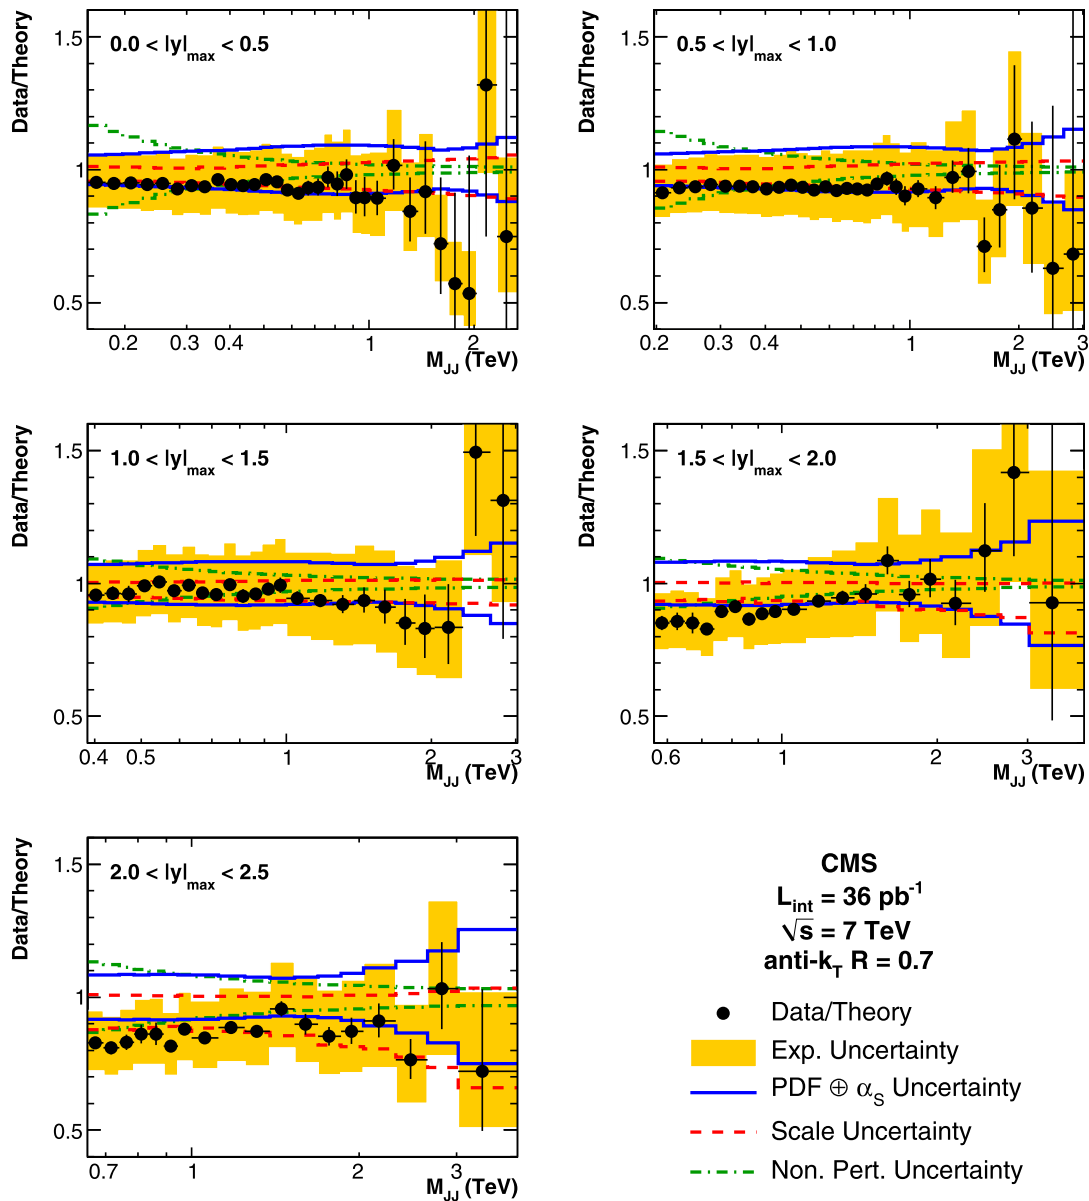 Data/Theory
0.0 < |y|max < 0.5
1.5
1
0.5
0.2 0.3 0.4 1 2
MJJ (TeV)
Data/Theory
0.5 < |y|max < 1.0
1.5
1
0.5
0.2 0.3 0.4 1 2 3
MJJ (TeV)
Data/Theory
1.0 < |y|max < 1.5
1.5
1
0.5
0.4 0.5 1 2 3
MJJ (TeV)
Data/Theory
1.5 < |y|max < 2.0
1.5
1
0.5
0.6 1 2 3
MJJ (TeV)
Data/Theory
2.0 < |y|max < 2.5
1.5
1
0.5
0.7 1 2 3
MJJ (TeV)
CMS
Lint = 36 pb-1
√s = 7 TeV
anti-kT R = 0.7
Data/Theory
Exp. Uncertainty
PDF ⊕ αS Uncertainty
Scale Uncertainty
Non. Pert. Uncertainty